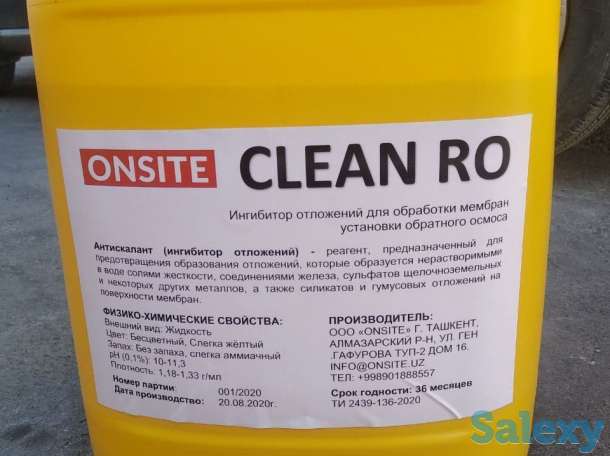 ONSITE CLEAN RO
Ингибитор отложений для обработки мембран
установки обратного осмоса
Антискалант (ингибитор отложений) - реагент, предназначенный для
предотвращения образования отложений, которые образуется нерастворимыми
в воде солями жесткости, соединениями железа, сульфатов щелочноземельных
и некоторых других металлов, а также силикатов и гумусовых отложений на
поверхности мембран.
ФИЗИКО-ХИМИЧЕСКИЕ СВОЙСТВА:
Внешний вид: Жидкость
Цвет: Бесцветный, Слегка жёлтый
Запах: Без запаха, слегка аммиачный
pH (0,1%): 10-11,3
Плотность: 1,18-1,33 г/мл
Номер партии: 001/2020
Дата производство: 20.08.2020г.
ПРОИЗВОДИТЕЛЬ:
ООО «ONSITE» Г. ТАШКЕНТ,
АЛМАЗАРСКИЙ Р-Н, УЛ. ГЕН
.ГАФУРОВА ТУП-2 ДОМ 16.
INFO@ONSITE.UZ
ТЕЛ: +998901888557
Срок годности: 36 месяцев
ТИ 2439-136-2020
Salexy